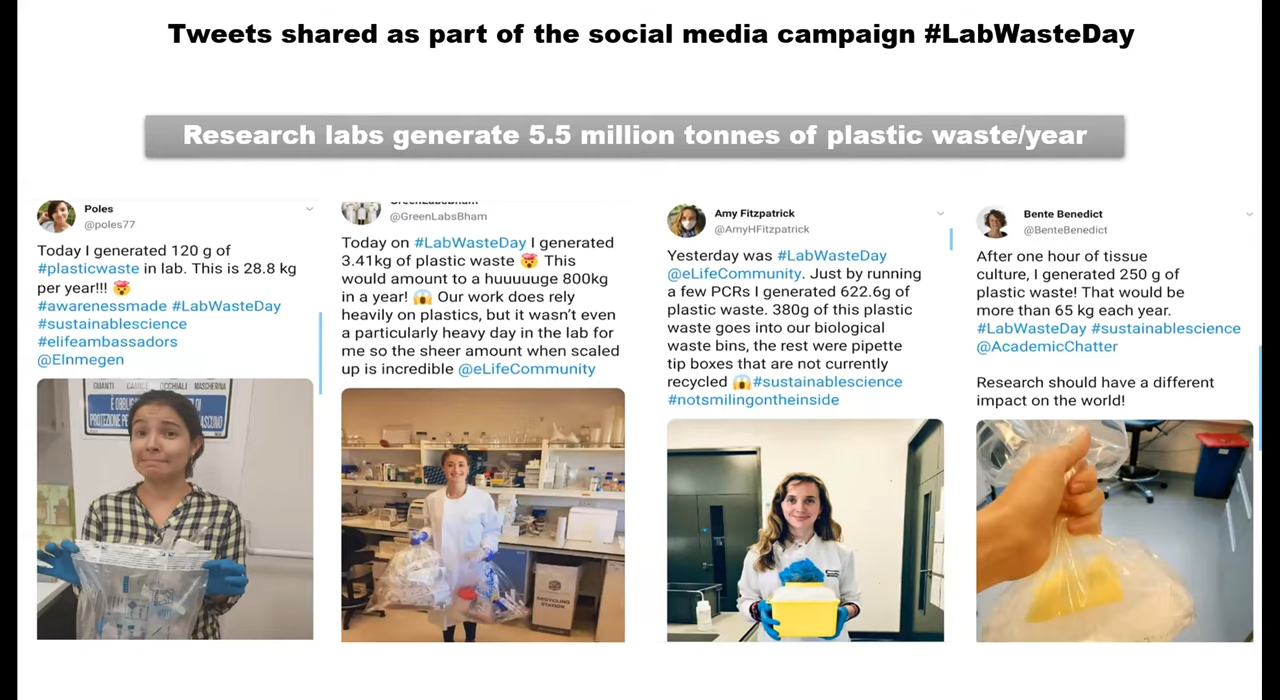 Tweets shared as part of the social media campaign #LabWasteDay
Research labs generate 5.5 million tonnes of plastic waste/year
Poles
@poles77
Today I generated 120 g of
#plasticwaste in lab. This is 28.8 kg
per year!!! 🤯
#awarenessmade #LabWasteDay
#sustainablescience
#elifeambassadors
@EInmegen
GUANTI CAMICE OCCHIALI MASCHERINA
@GreenLabsBham
Today on #LabWasteDay I generated
3.41kg of plastic waste 🤯 This
would amount to a huuuuuge 800kg
in a year! 😱 Our work does rely
heavily on plastics, but it wasn't even
a particularly heavy day in the lab for
me so the sheer amount when scaled
up is incredible @eLifeCommunity
RECYCLING
STATION
Amy Fitzpatrick
@AmyHFitzpatrick
Yesterday was #LabWasteDay
@eLifeCommunity. Just by running
a few PCRs I generated 622.6g of
plastic waste. 380g of this plastic
waste goes into our biological
waste bins, the rest were pipette
tip boxes that are not currently
recycled 😱#sustainablescience
#notsmilingontheinside
Bente Benedict
@BenteBenedict
After one hour of tissue
culture, I generated 250 g of
plastic waste! That would be
more than 65 kg each year.
#LabWasteDay #sustainablescience
@AcademicChatter
Research should have a different
impact on the world!